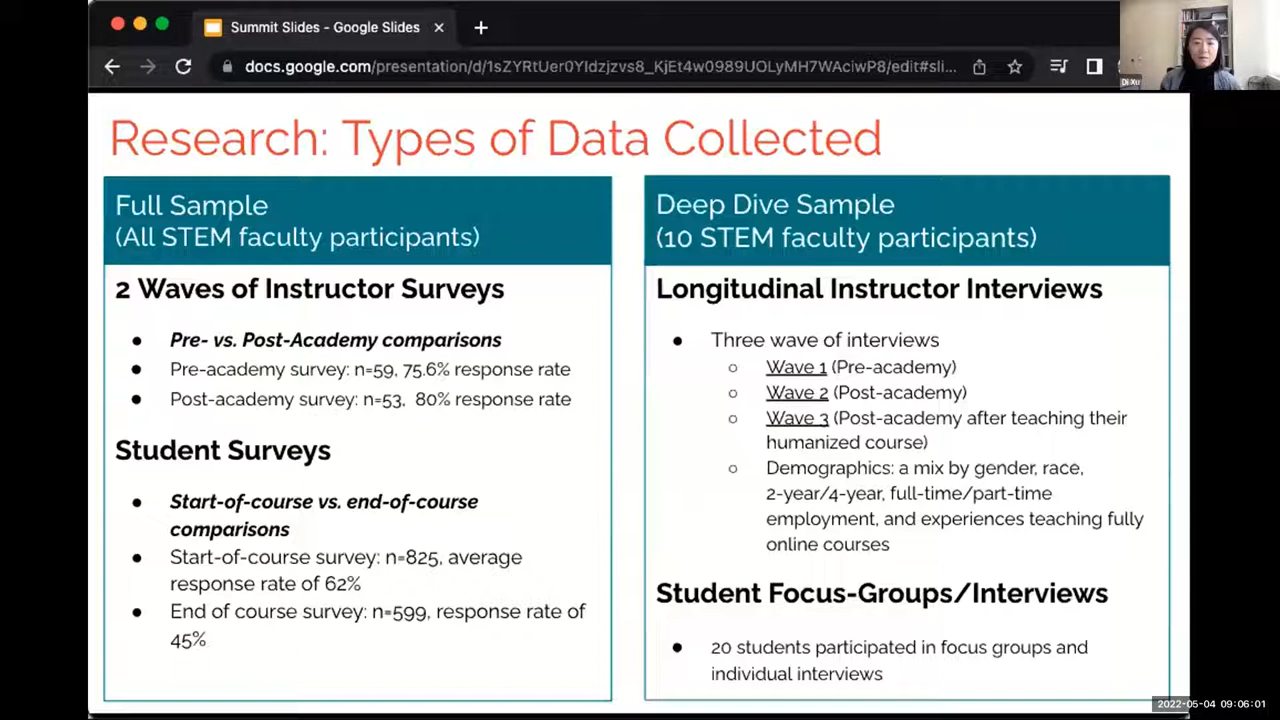 Summit Slides - Google Slides
docs.google.com/presentation/d/1sZYRtUer0YIdzjzvs8_KjEt4w0989UOLyMH7WAciwP8/edit#sli...
Di Xu
Research: Types of Data Collected
Full Sample
(All STEM faculty participants)
2 Waves of Instructor Surveys
● Pre- vs. Post-Academy comparisons
● Pre-academy survey: n=59, 75.6% response rate
● Post-academy survey: n=53, 80% response rate
Student Surveys
● Start-of-course vs. end-of-course
comparisons
● Start-of-course survey: n=825, average
response rate of 62%
● End of course survey: n=599, response rate of
45%
Deep Dive Sample
(10 STEM faculty participants)
Longitudinal Instructor Interviews
● Three wave of interviews
○ Wave 1 (Pre-academy)
○ Wave 2 (Post-academy)
○ Wave 3 (Post-academy after teaching their
humanized course)
○ Demographics: a mix by gender, race,
2-year/4-year, full-time/part-time
employment, and experiences teaching fully
online courses
Student Focus-Groups/Interviews
● 20 students participated in focus groups and
individual interviews
2022-05-04 09:06:01